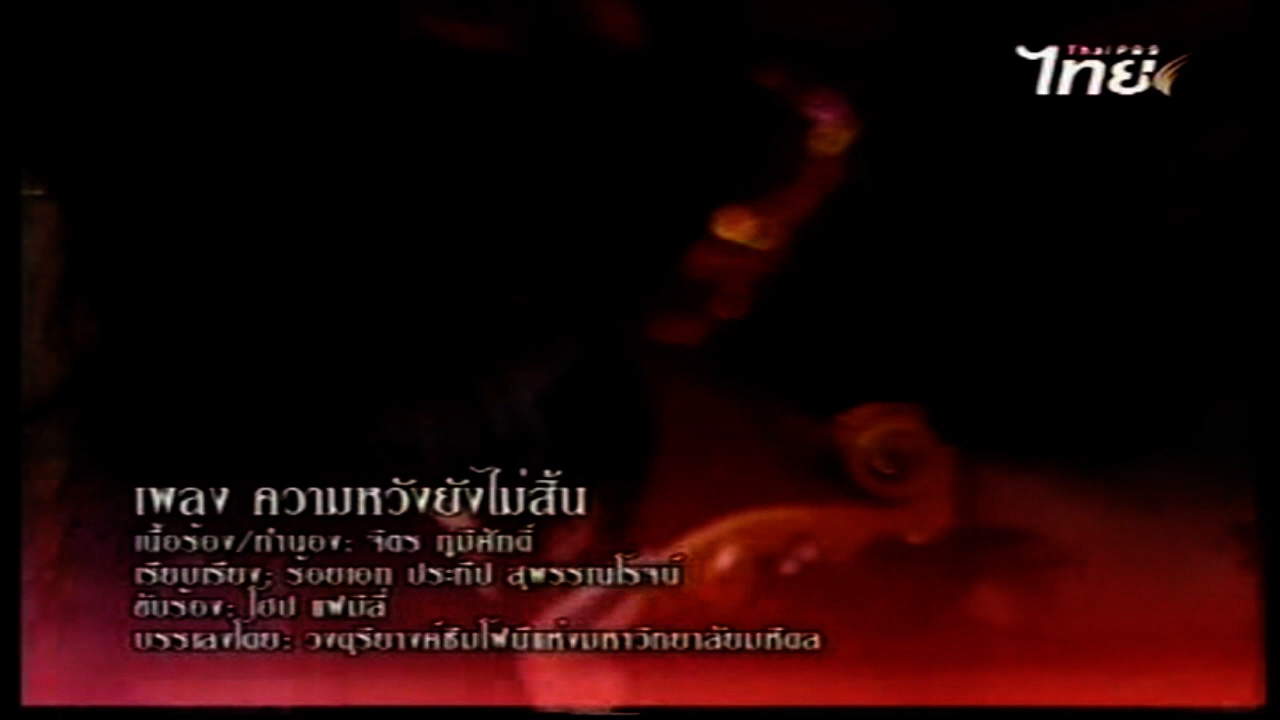 Thai PBS
ไทย
เพลง ความหวังยังไม่สิ้น
เนื้อร้อง/ทำนอง: จิตร ภูมิศักดิ์
เรียบเรียง: ร้อยเอก ประทีป สุพรรณโรจน์
ขับร้อง: โฮป แฟมิลี่
บรรเลงโดย: วงดุริยางค์ซิมโฟนีแห่งมหาวิทยาลัยมหิดล